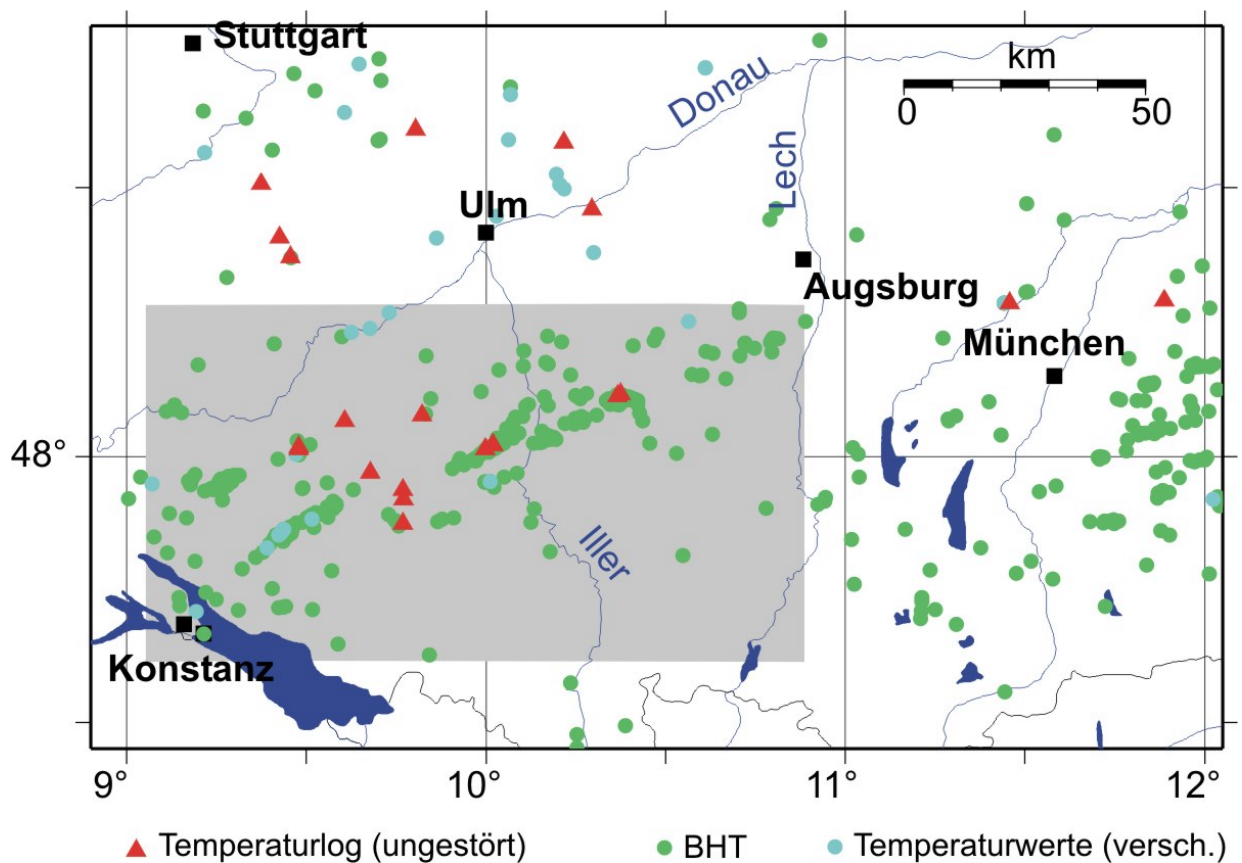 Stuttgart
km
0 50
Donau
Lech
Ulm
Augsburg
München
48°
Iller
Konstanz
9° 10° 11° 12°
Temperaturlog (ungestört) BHT Temperaturwerte (versch.)